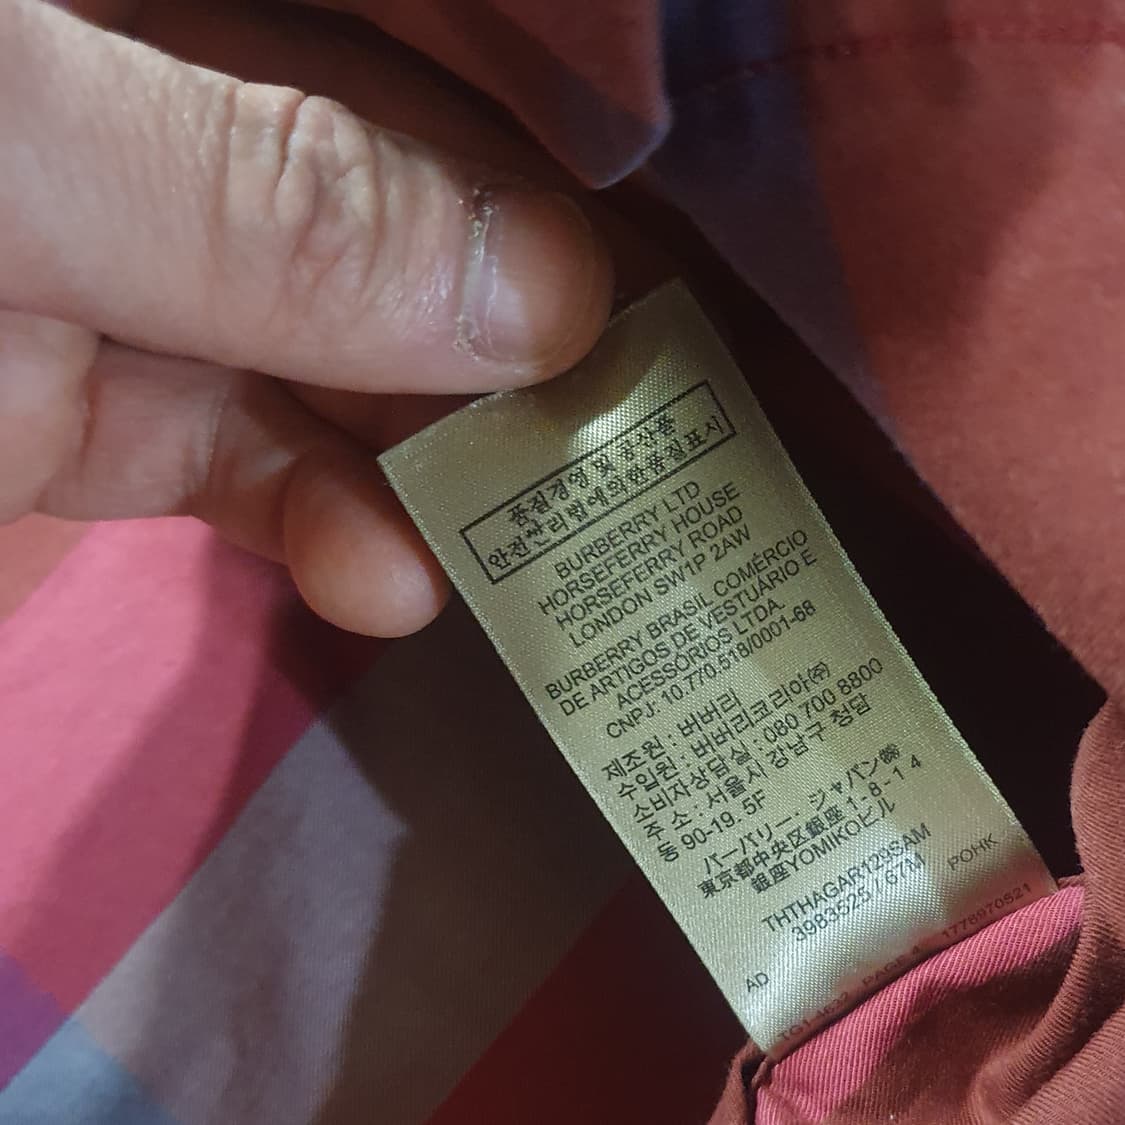 품질경영 및 공산품
안전관리법에의한품질표시
BURBERRY LTD
HORSEFERRY HOUSE
HORSEFERRY ROAD
LONDON SW1P 2AW
BURBERRY BRASIL COMÉRCIO
DE ARTIGOS DE VESTUÁRIO E
ACESSÓRIOS LTDA.
CNPJ: 10.770.518/0001-68
제조원 : 버버리
수입원 : 버버리코리아㈜
소비자상담실 : 080 700 8800
주 소 : 서울시 강남구 청담
동 90-19. 5F
バーバリー・ジャパン㈱
東京都中央区銀座 1-8-14
銀座YOMIKOビル
THTHAGAR129SAM
3983525 / 67M POHK
AD
PAGE 4 1778970521